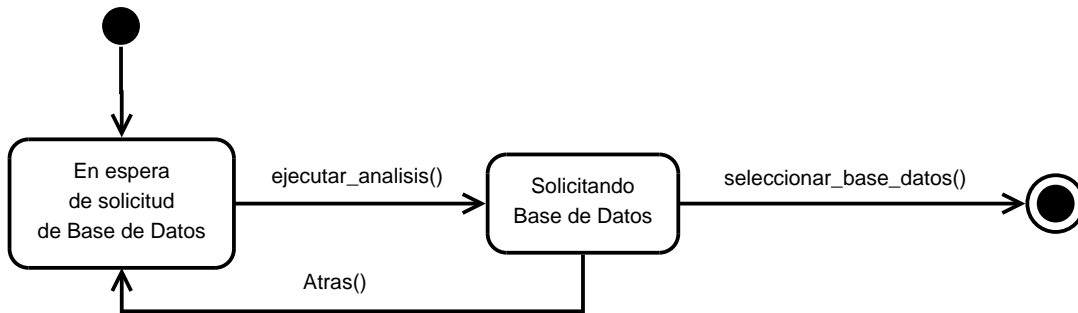 En espera
de solicitud
de Base de Datos
ejecutar_analisis()
Solicitando
Base de Datos
seleccionar_base_datos()
Atras()